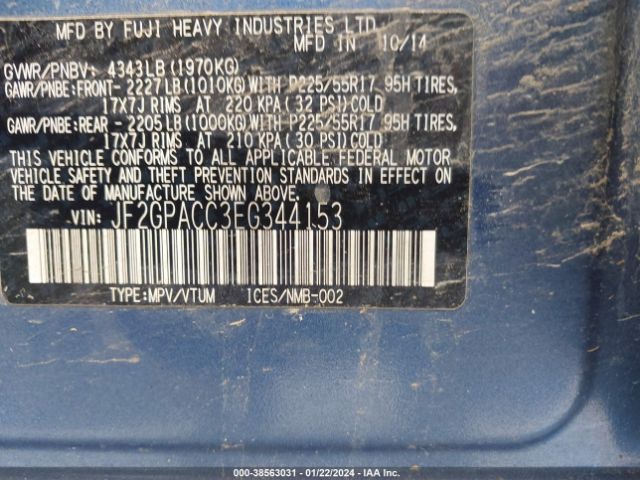 MFD BY FUJI HEAVY INDUSTRIES LTD.
MFD IN 10/14
GVWR/PNBV: 4343LB(1970KG)
GAWR/PNBE:FRONT- 2227LB(1010KG)WITH P225/55R17 95H TIRES,
17X7J RIMS AT 220 KPA(32 PSI)COLD
GAWR/PNBE:REAR - 2205LB(1000KG)WITH P225/55R17 95H TIRES,
17X7J RIMS AT 210 KPA(30 PSI)COLD
THIS VEHICLE CONFORMS TO ALL APPLICABLE FEDERAL MOTOR
VEHICLE SAFETY AND THEFT PREVENTION STANDARDS IN EFFECT ON
THE DATE OF MANUFACTURE SHOWN ABOVE.
VIN: JF2GPACC3EG344153
TYPE:MPV/VTUM ICES/NMB-002
000-38563031 - 01/22/2024 - IAA Inc.